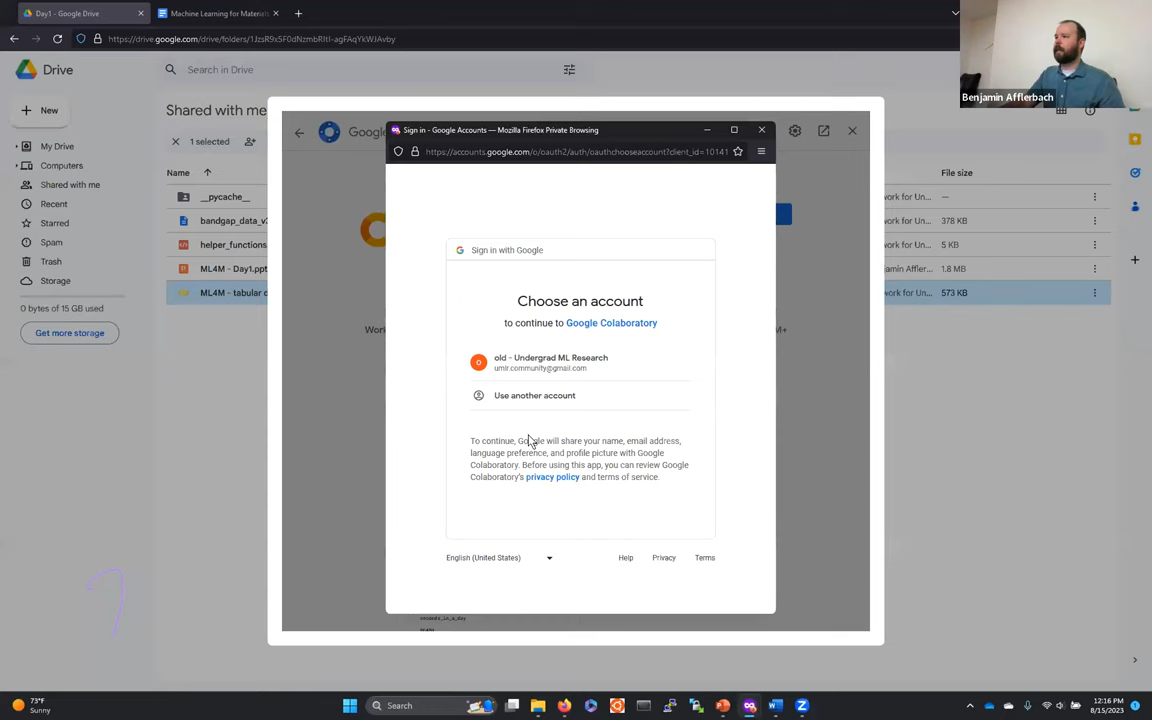 Day1 - Google Drive
Machine Learning for Materials
https://drive.google.com/drive/folders/1JzsR9x5F0dNzmbRItI-agFAqYkWJAvby
Drive
Search in Drive
Benjamin Afflerbach
New
Shared with me
1 selected
My Drive
Computers
Shared with me
Recent
Starred
Spam
Trash
Storage
0 bytes of 15 GB used
Get more storage
Name
File size
__pycache__
work for Un... —
bandgap_data_v
work for Un... 378 KB
helper_functions
work for Un... 5 KB
ML4M - Day1.ppt
njamin Affler... 1.8 MB
ML4M - tabular
work for Un... 573 KB
Google
Work
M+
Sign in - Google Accounts — Mozilla Firefox Private Browsing
https://accounts.google.com/o/oauth2/auth/oauthchooseaccount?client_id=10141
Sign in with Google
Choose an account
to continue to Google Colaboratory
O
old - Undergrad ML Research
umlr.community@gmail.com
Use another account
To continue, Google will share your name, email address,
language preference, and profile picture with Google
Colaboratory. Before using this app, you can review Google
Colaboratory's privacy policy and terms of service.
English (United States)
Help
Privacy
Terms
73°F
Sunny
Search
12:16 PM
8/15/2023